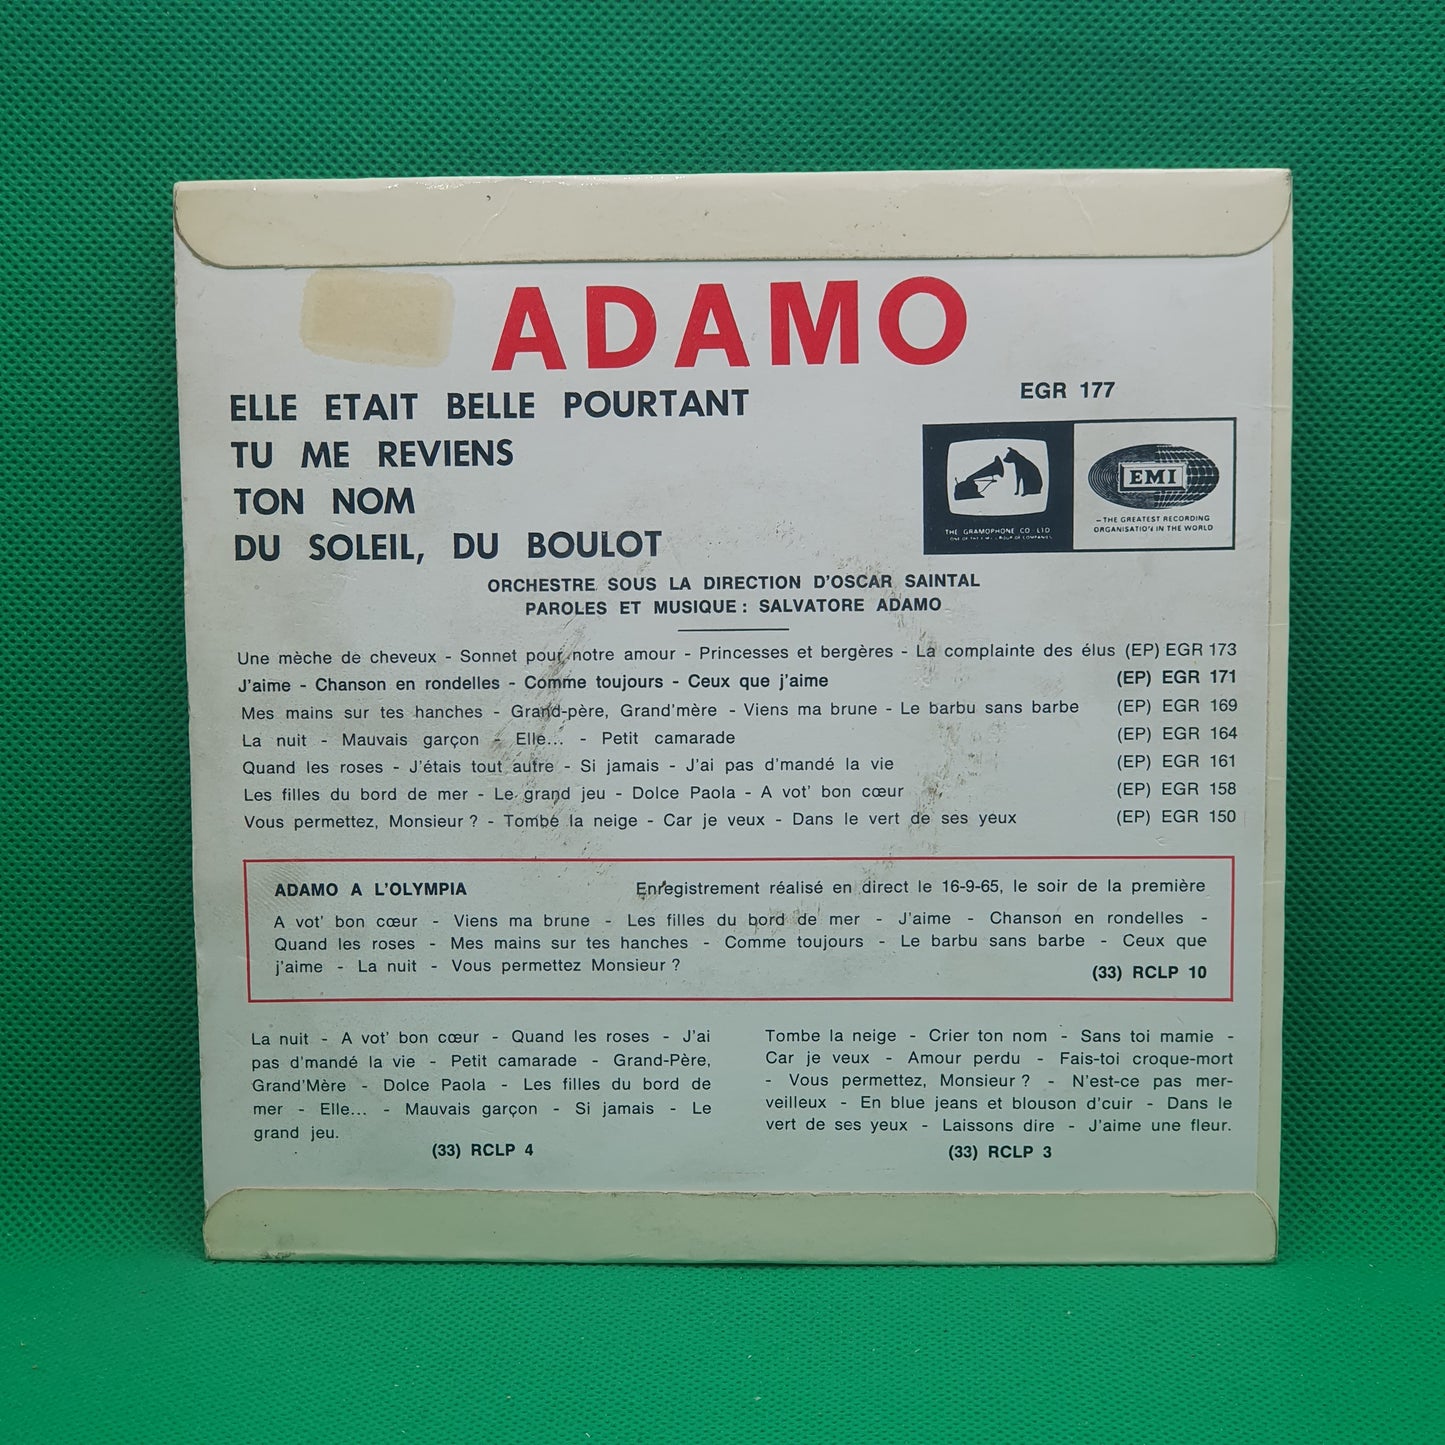 ADAMO
ELLE ETAIT BELLE POURTANT
EGR 177
TU ME REVIENS
TON NOM
DU SOLEIL, DU BOULOT
THE GRAMOPHONE CO. LTD.
EMI
—THE GREATEST RECORDING
ORGANISATION IN THE WORLD
ORCHESTRE SOUS LA DIRECTION D'OSCAR SAINTAL
PAROLES ET MUSIQUE : SALVATORE ADAMO
Une mèche de cheveux - Sonnet pour notre amour - Princesses et bergères - La complainte des élus (EP) EGR 173
J'aime - Chanson en rondelles - Comme toujours - Ceux que j'aime (EP) EGR 171
Mes mains sur tes hanches - Grand-père, Grand'mère - Viens ma brune - Le barbu sans barbe (EP) EGR 169
La nuit - Mauvais garçon - Elle... - Petit camarade (EP) EGR 164
Quand les roses - J'étais tout autre - Si jamais - J'ai pas d'mandé la vie (EP) EGR 161
Les filles du bord de mer - Le grand jeu - Dolce Paola - A vot' bon cœur (EP) EGR 158
Vous permettez, Monsieur ? - Tombe la neige - Car je veux - Dans le vert de ses yeux (EP) EGR 150
ADAMO A L'OLYMPIA Enregistrement réalisé en direct le 16-9-65, le soir de la première
A vot' bon cœur - Viens ma brune - Les filles du bord de mer - J'aime - Chanson en rondelles -
Quand les roses - Mes mains sur tes hanches - Comme toujours - Le barbu sans barbe - Ceux que
j'aime - La nuit - Vous permettez Monsieur ?
(33) RCLP 10
La nuit - A vot' bon cœur - Quand les roses - J'ai
pas d'mandé la vie - Petit camarade - Grand-Père,
Grand'Mère - Dolce Paola - Les filles du bord de
mer - Elle... - Mauvais garçon - Si jamais - Le
grand jeu.
(33) RCLP 4
Tombe la neige - Crier ton nom - Sans toi mamie -
Car je veux - Amour perdu - Fais-toi croque-mort
- Vous permettez, Monsieur ? - N'est-ce pas mer-
veilleux - En blue jeans et blouson d'cuir - Dans le
vert de ses yeux - Laissons dire - J'aime une fleur.
(33) RCLP 3